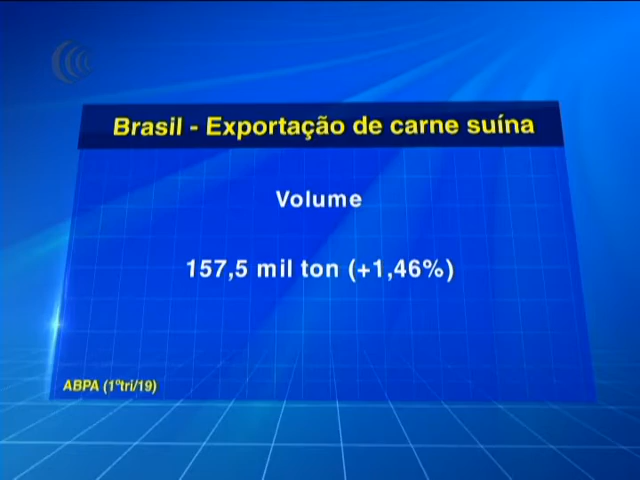 Brasil - Exportação de carne suína
Volume
157,5 mil ton (+1,46%)
ABPA (1ºtri/19)